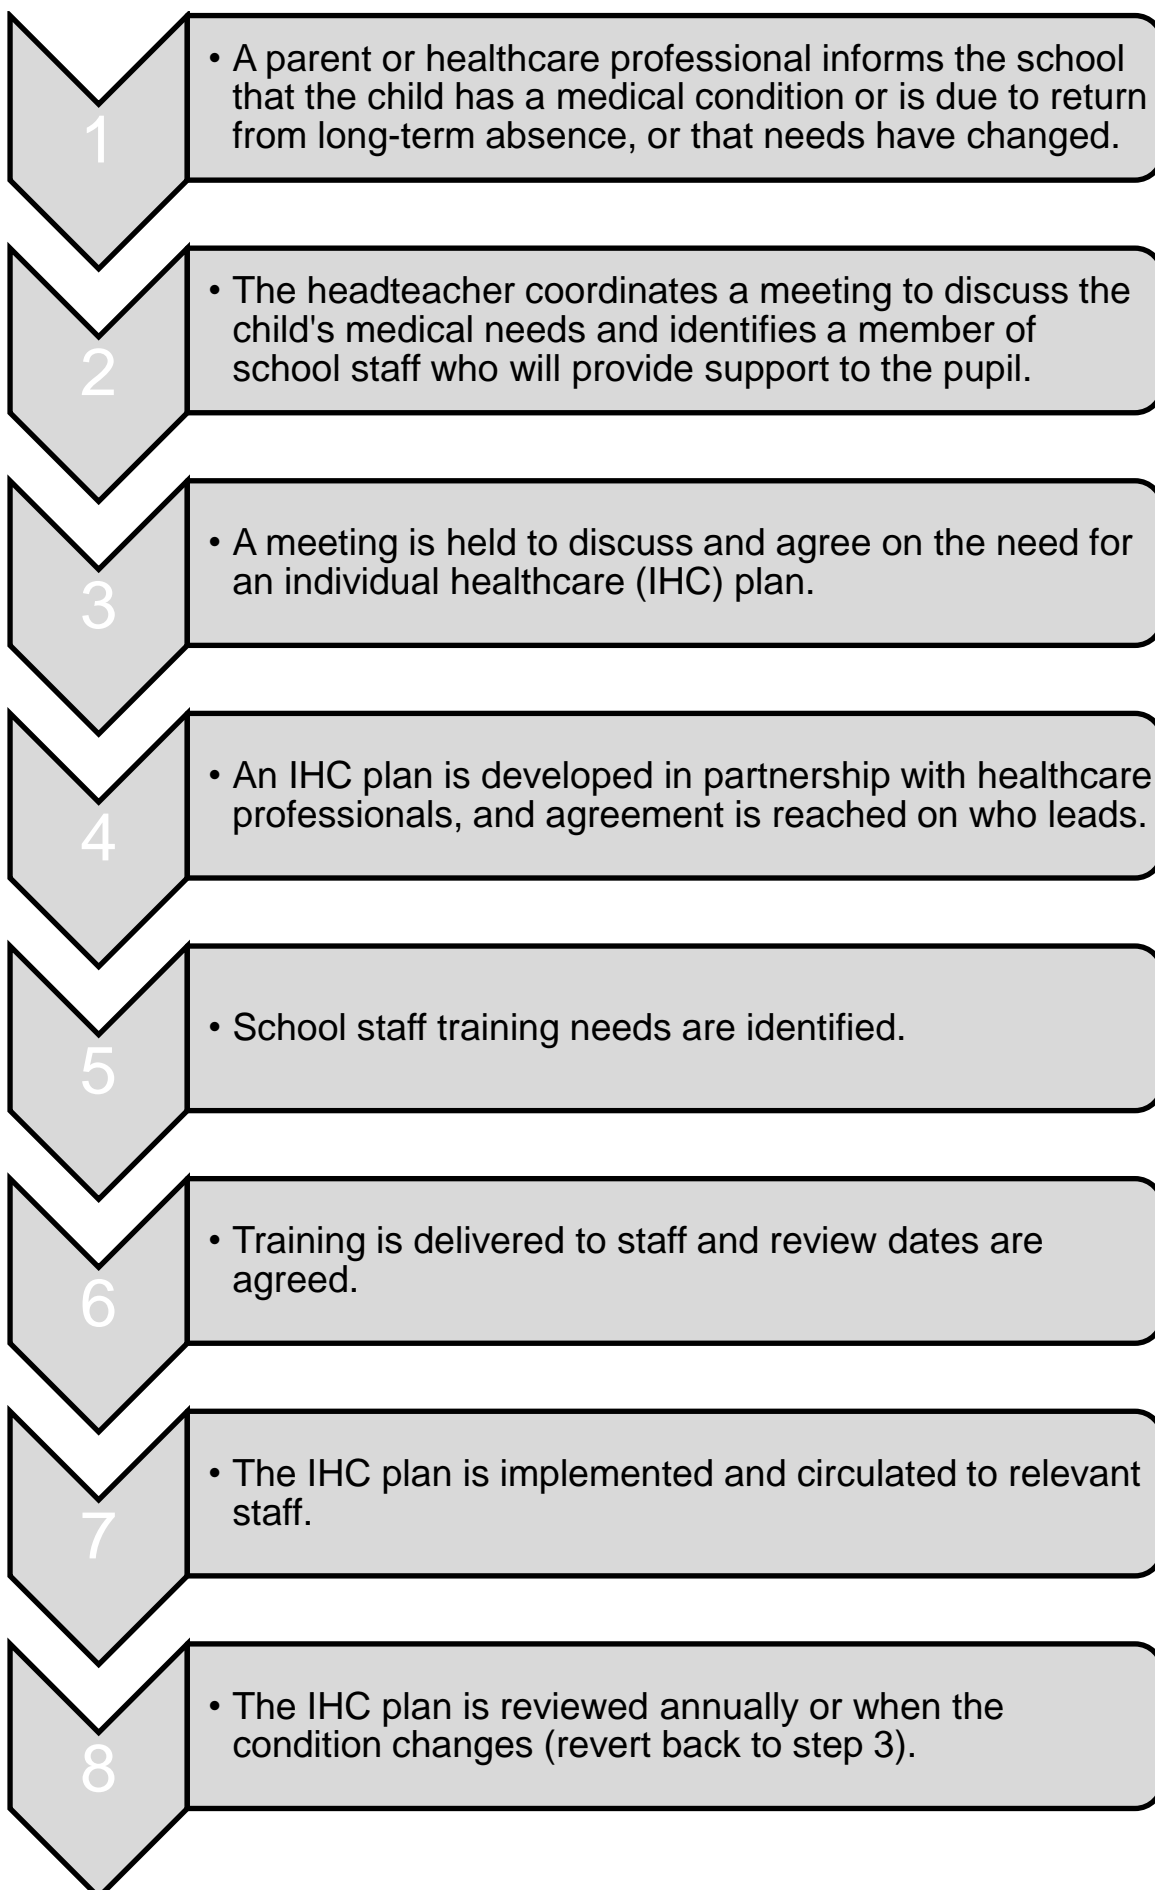 1
• A parent or healthcare professional informs the school
that the child has a medical condition or is due to return
from long-term absence, or that needs have changed.
2
• The headteacher coordinates a meeting to discuss the
child's medical needs and identifies a member of
school staff who will provide support to the pupil.
3
• A meeting is held to discuss and agree on the need for
an individual healthcare (IHC) plan.
4
• An IHC plan is developed in partnership with healthcare
professionals, and agreement is reached on who leads.
5
• School staff training needs are identified.
6
• Training is delivered to staff and review dates are
agreed.
7
• The IHC plan is implemented and circulated to relevant
staff.
8
• The IHC plan is reviewed annually or when the
condition changes (revert back to step 3).